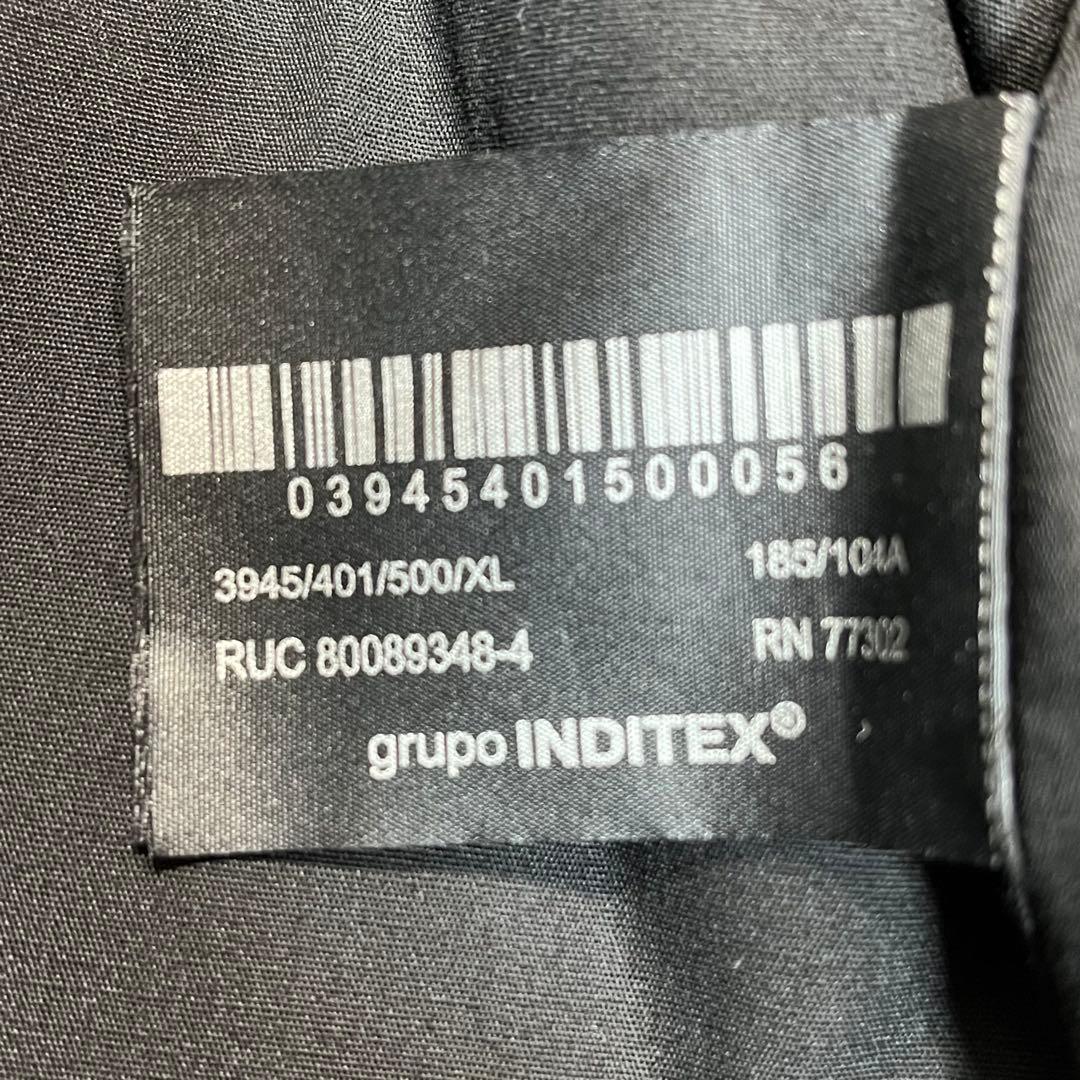 03945401500056
3945/401/500/XL 185/104A
RUC 80089348-4 RN 77302
grupo INDITEX®